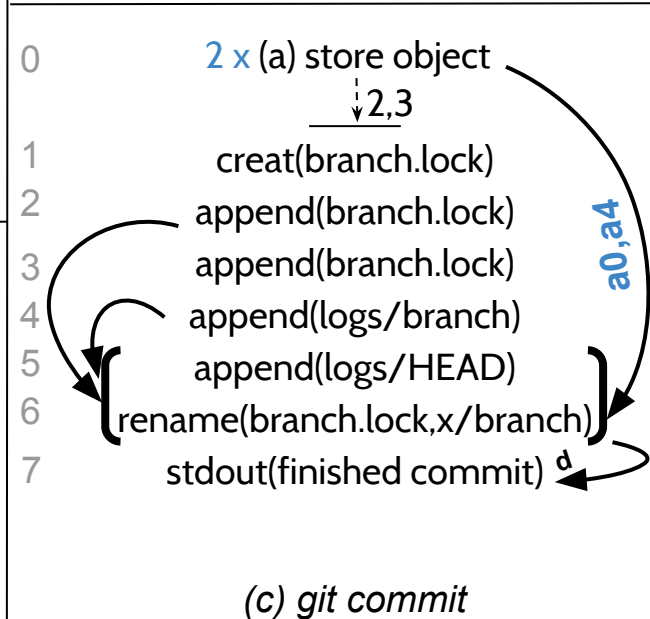 0 2 x (a) store object
2,3
1 creat(branch.lock)
2 append(branch.lock)
a0,a4
3 append(branch.lock)
4 append(logs/branch)
5 append(logs/HEAD)
6 rename(branch.lock,x/branch)
7 stdout(finished commit) d
(c) git commit